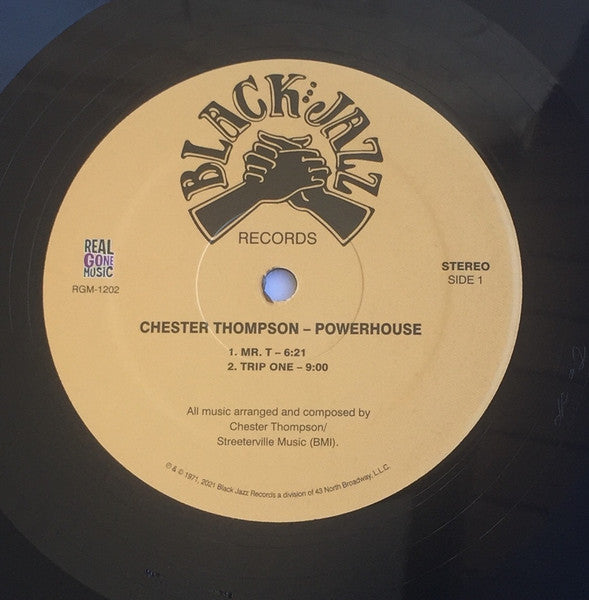 BLACK JAZZ
RECORDS
REAL
GONE
MUSIC
RGM-1202
STEREO
SIDE 1
CHESTER THOMPSON – POWERHOUSE
1. MR. T – 6:21
2. TRIP ONE – 9:00
All music arranged and composed by
Chester Thompson/
Streeterville Music (BMI).
℗ & © 1971, 2021 Black Jazz Records a division of 43 North Broadway, L.L.C.